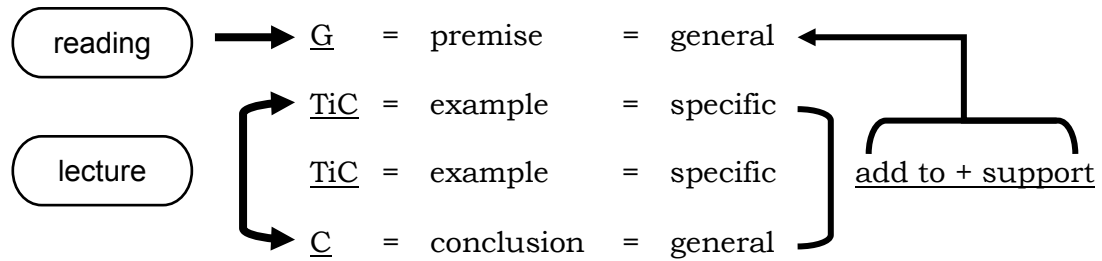 reading G = premise = general
TiC = example = specific
lecture TiC = example = specific add to + support
C = conclusion = general